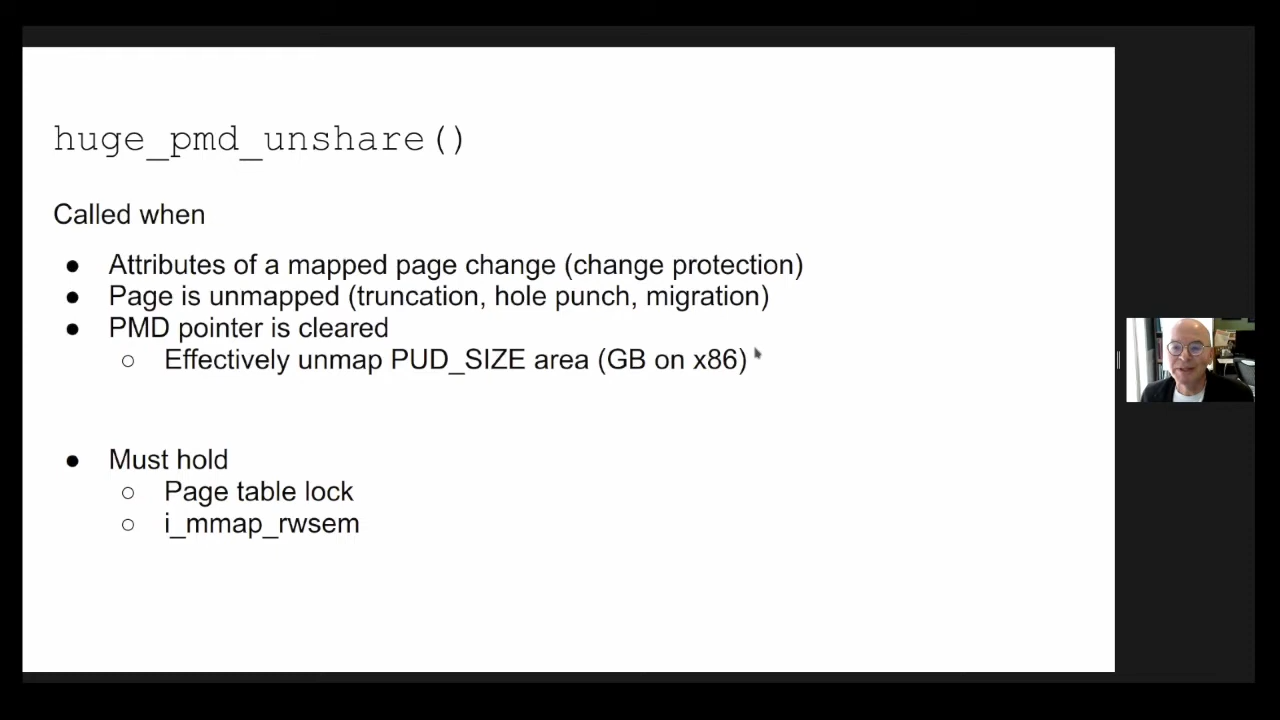 huge_pmd_unshare()
Called when
● Attributes of a mapped page change (change protection)
● Page is unmapped (truncation, hole punch, migration)
● PMD pointer is cleared
○ Effectively unmap PUD_SIZE area (GB on x86)
● Must hold
○ Page table lock
○ i_mmap_rwsem